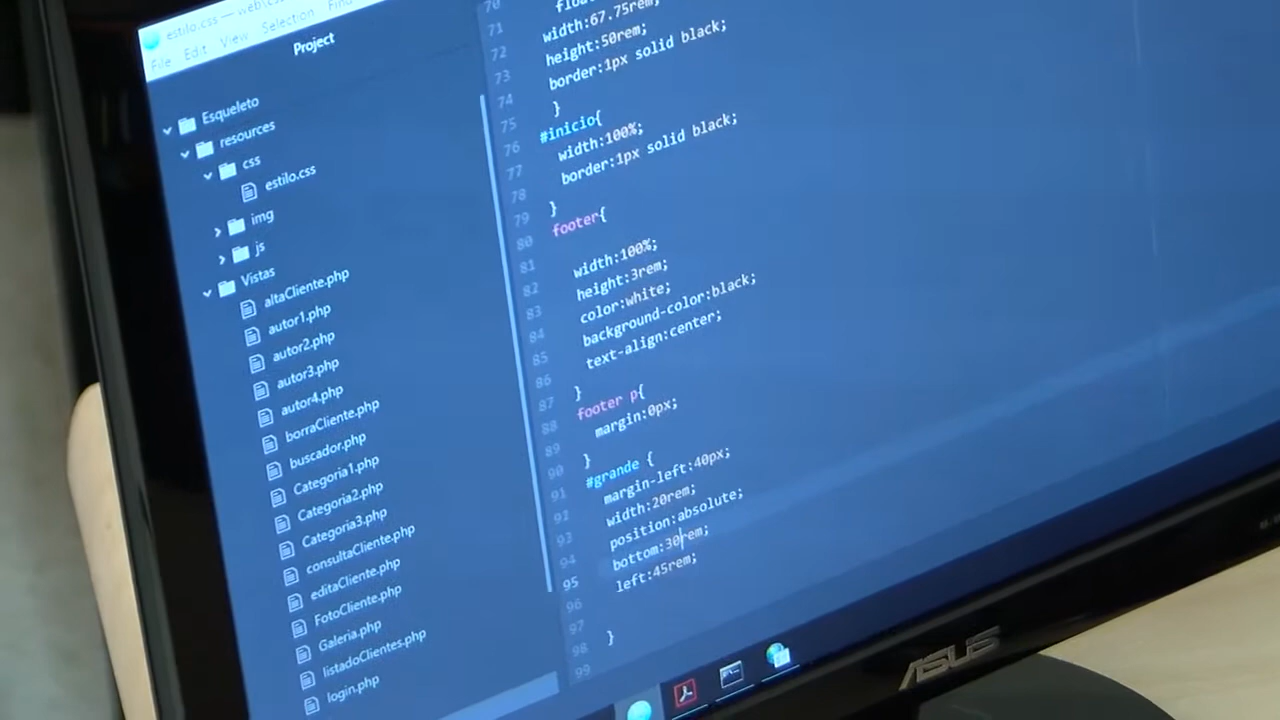 estilo.css — web\css
File Edit View Selection Find
Project
Esqueleto
resources
css
estilo.css
img
js
Vistas
altaCliente.php
autor1.php
autor2.php
autor3.php
autor4.php
borraCliente.php
buscador.php
Categoria1.php
Categoria2.php
Categoria3.php
consultaCliente.php
editaCliente.php
FotoCliente.php
Galeria.php
listadoClientes.php
login.php
70
71 width:67.75rem;
72 height:50rem;
73 border:1px solid black;
74 }
75 #inicio{
76 width:100%;
77 border:1px solid black;
78
79 }
80 footer{
81
82 width:100%;
83 height:3rem;
84 color:white;
85 background-color:black;
86 text-align:center;
87 }
88 footer p{
89 margin:0px;
90 }
91 #grande {
92 margin-left:40px;
93 width:20rem;
94 position:absolute;
95 bottom:30rem;
96 left:45rem;
97
98 }
99
ASUS